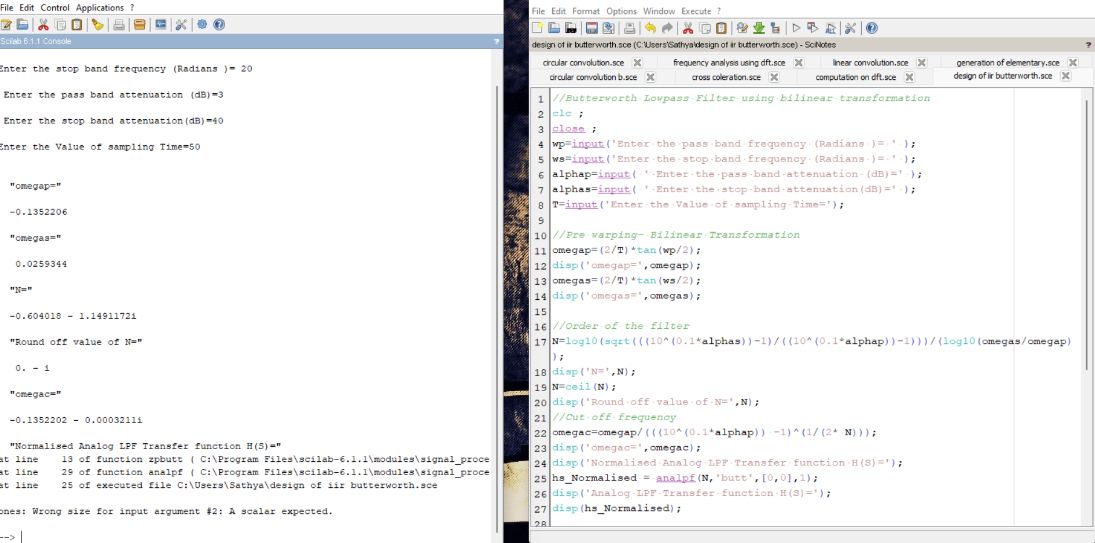 File Edit Control Applications ?
Scilab 6.1.1 Console
?
Enter the stop band frequency (Radians )= 20
Enter the pass band attenuation (dB)=3
Enter the stop band attenuation(dB)=40
Enter the Value of sampling Time=50
"omegap="
-0.1352206
"omegas="
0.0259344
"N="
-0.604018 - 1.1491172i
"Round off value of N="
0. - i
"omegac="
-0.1352202 - 0.0003211i
"Normalised Analog LPF Transfer function H(S)="
at line 13 of function zpbutt ( C:\Program Files\scilab-6.1.1\modules\signal_proce
at line 29 of function analpf ( C:\Program Files\scilab-6.1.1\modules\signal_proce
at line 25 of executed file C:\Users\Sathya\design of iir butterworth.sce
ones: Wrong size for input argument #2: A scalar expected.
-->
File Edit Format Options Window Execute ?
design of iir butterworth.sce (C:\Users\Sathya\design of iir butterworth.sce) - SciNotes
?
circular convolution.sce frequency analysis using dft.sce linear convolution.sce generation of elementary.sce
circular convolution b.sce cross coleration.sce computation on dft.sce design of iir butterworth.sce
1 //Butterworth Lowpass Filter using bilinear transformation
2 clc ;
3 close ;
4 wp=input('Enter the pass band frequency (Radians )= ' );
5 ws=input('Enter the stop band frequency (Radians )= ' );
6 alphap=input( ' Enter the pass band attenuation (dB)=' );
7 alphas=input( ' Enter the stop band attenuation(dB)=' );
8 T=input('Enter the Value of sampling Time=');
9
10 //Pre warping- Bilinear Transformation
11 omegap=(2/T)*tan(wp/2);
12 disp('omegap=',omegap);
13 omegas=(2/T)*tan(ws/2);
14 disp('omegas=',omegas);
15
16 //Order of the filter
17 N=log10(sqrt(((10^(0.1*alphas))-1)/((10^(0.1*alphap))-1)))/(log10(omegas/omegap)
);
18 disp('N=',N);
19 N=ceil(N);
20 disp('Round off value of N=',N);
21 //Cut off frequency
22 omegac=omegap/(((10^(0.1*alphap)) -1)^(1/(2* N)));
23 disp('omegac=',omegac);
24 disp('Normalised Analog LPF Transfer function H(S)=');
25 hs_Normalised = analpf(N,'butt',[0,0],1);
26 disp('Analog LPF Transfer function H(S)=');
27 disp(hs_Normalised);
28